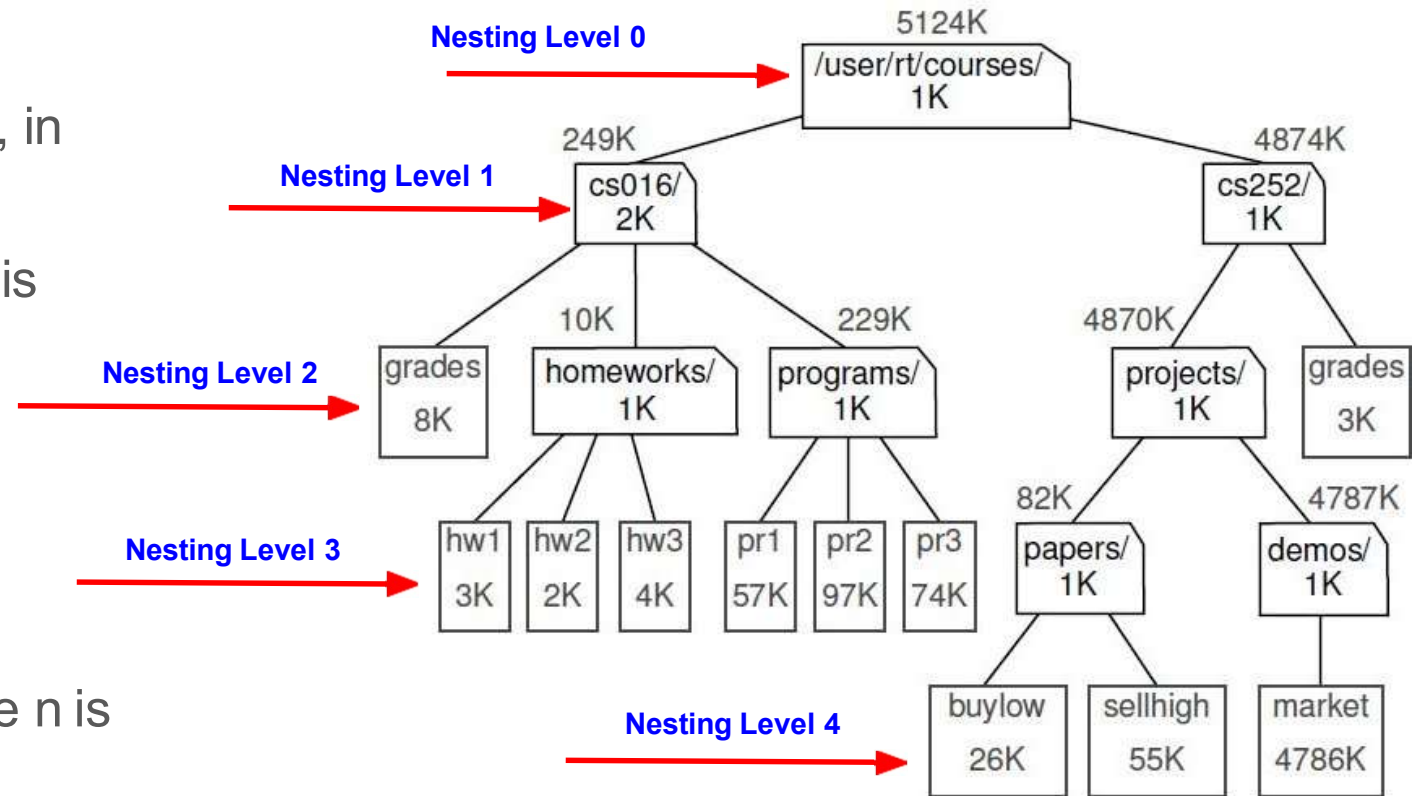 5124K
Nesting Level 0
/user/rt/courses/
1K
, in
249K
4874K
Nesting Level 1
cs016/
2K
cs252/
1K
is
10K
229K
4870K
Nesting Level 2
grades
8K
homeworks/
1K
programs/
1K
projects/
1K
grades
3K
82K
4787K
Nesting Level 3
hw1
3K
hw2
2K
hw3
4K
pr1
57K
pr2
97K
pr3
74K
papers/
1K
demos/
1K
e n is
Nesting Level 4
buylow
26K
sellhigh
55K
market
4786K